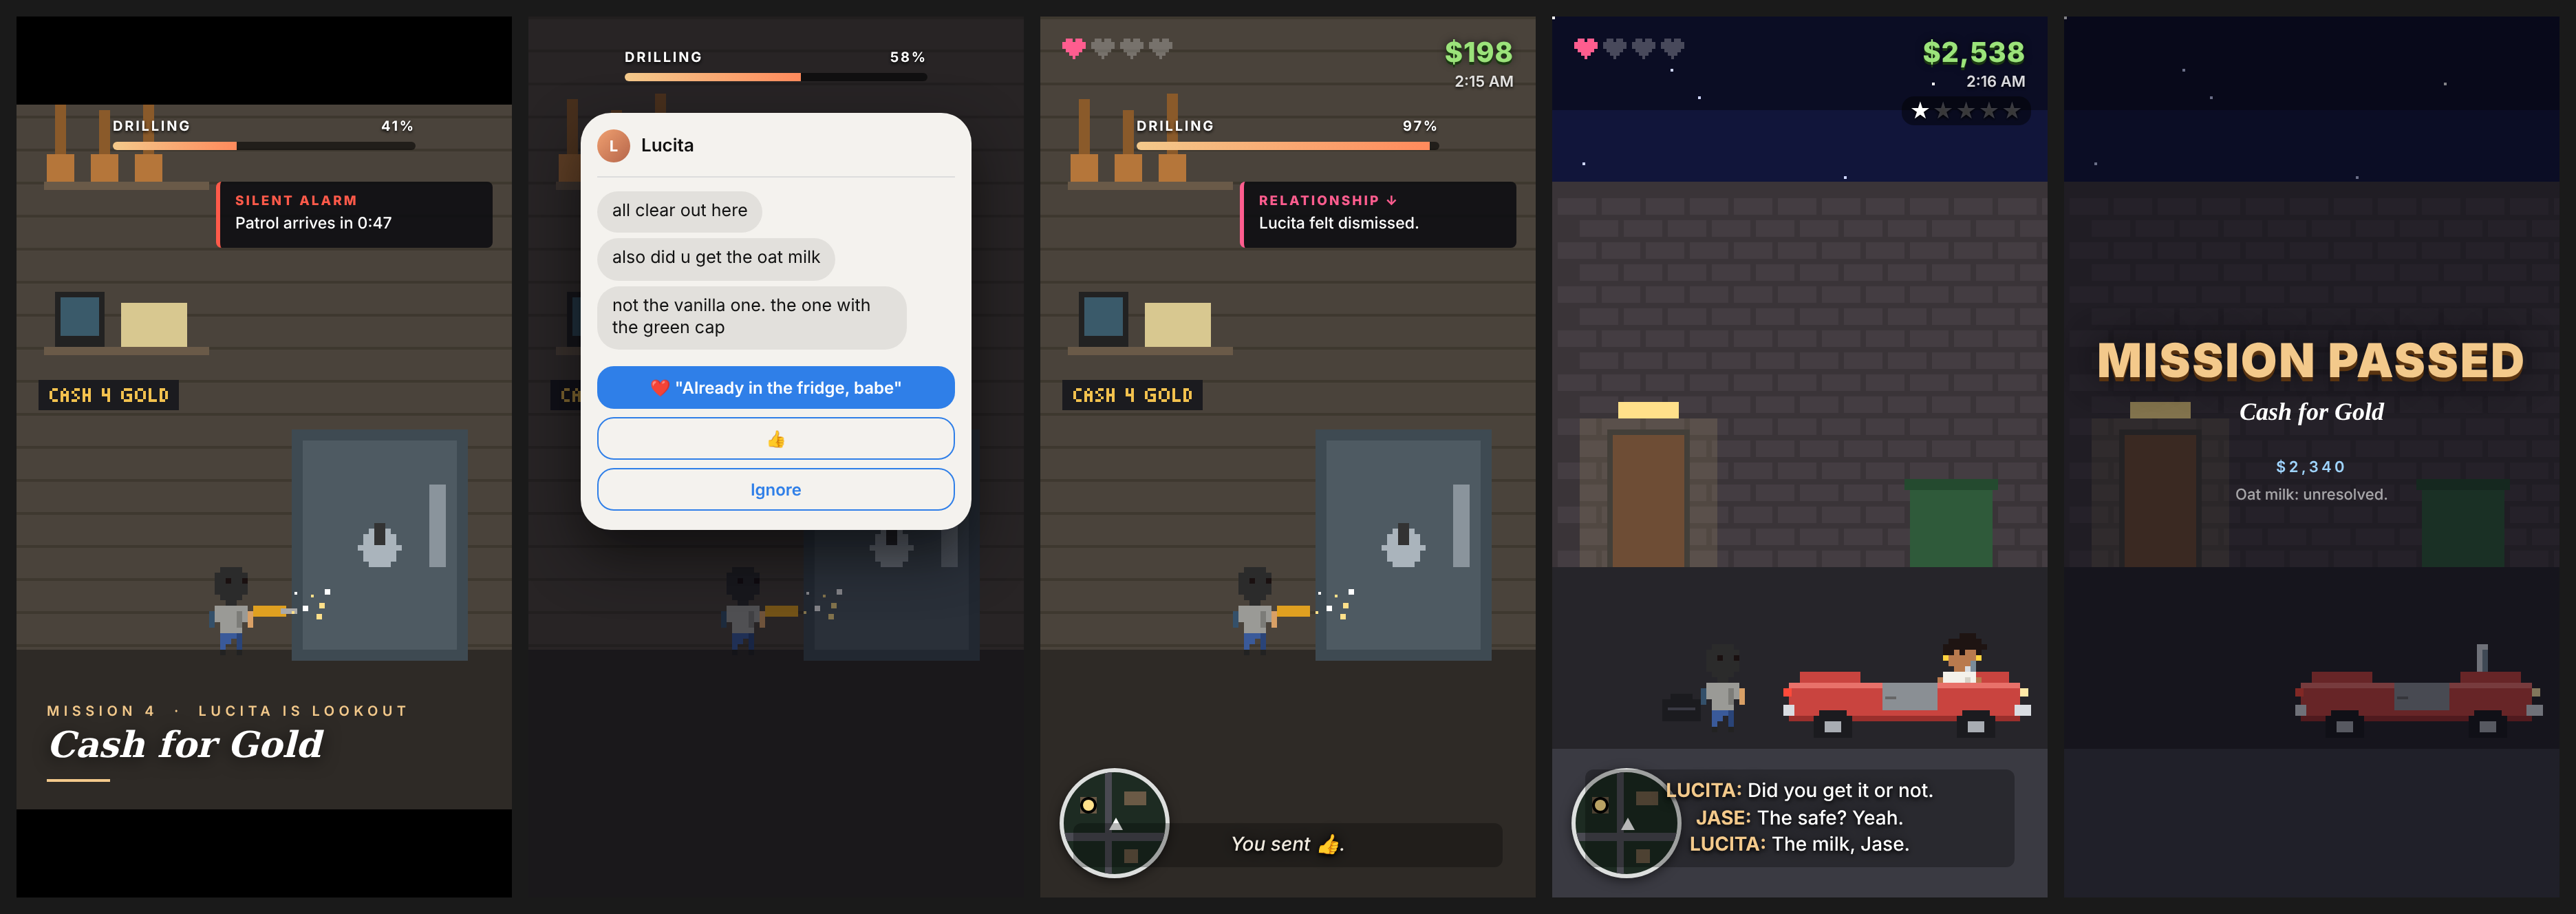 DRILLING 41%
SILENT ALARM
Patrol arrives in 0:47
CASH 4 GOLD
MISSION 4 · LUCITA IS LOOKOUT
Cash for Gold
DRILLING 58%
L Lucita
all clear out here
also did u get the oat milk
not the vanilla one. the one with
the green cap
❤️ "Already in the fridge, babe"
👍
Ignore
CA
$198
2:15 AM
DRILLING 97%
RELATIONSHIP ↓
Lucita felt dismissed.
CASH 4 GOLD
You sent 👍.
$2,538
2:16 AM
LUCITA: Did you get it or not.
JASE: The safe? Yeah.
LUCITA: The milk, Jase.
MISSION PASSED
Cash for Gold
$2,340
Oat milk: unresolved.